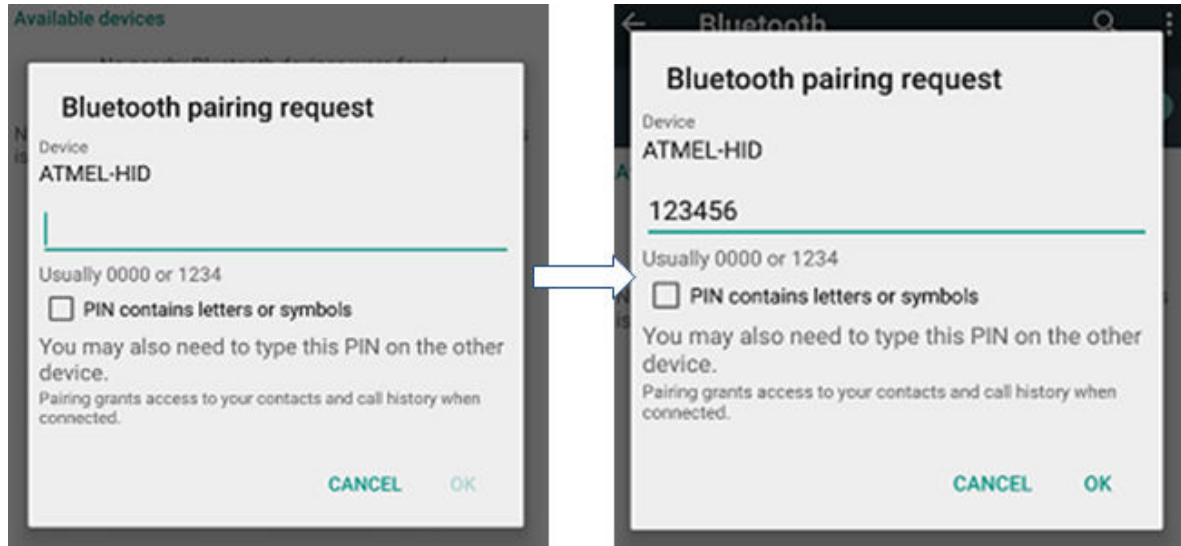 Available devices
Bluetooth pairing request
Device
ATMEL-HID
Usually 0000 or 1234
PIN contains letters or symbols
You may also need to type this PIN on the other
device.
Pairing grants access to your contacts and call history when
connected.
CANCEL OK
Bluetooth
Bluetooth pairing request
Device
ATMEL-HID
123456
Usually 0000 or 1234
PIN contains letters or symbols
You may also need to type this PIN on the other
device.
Pairing grants access to your contacts and call history when
connected.
CANCEL OK